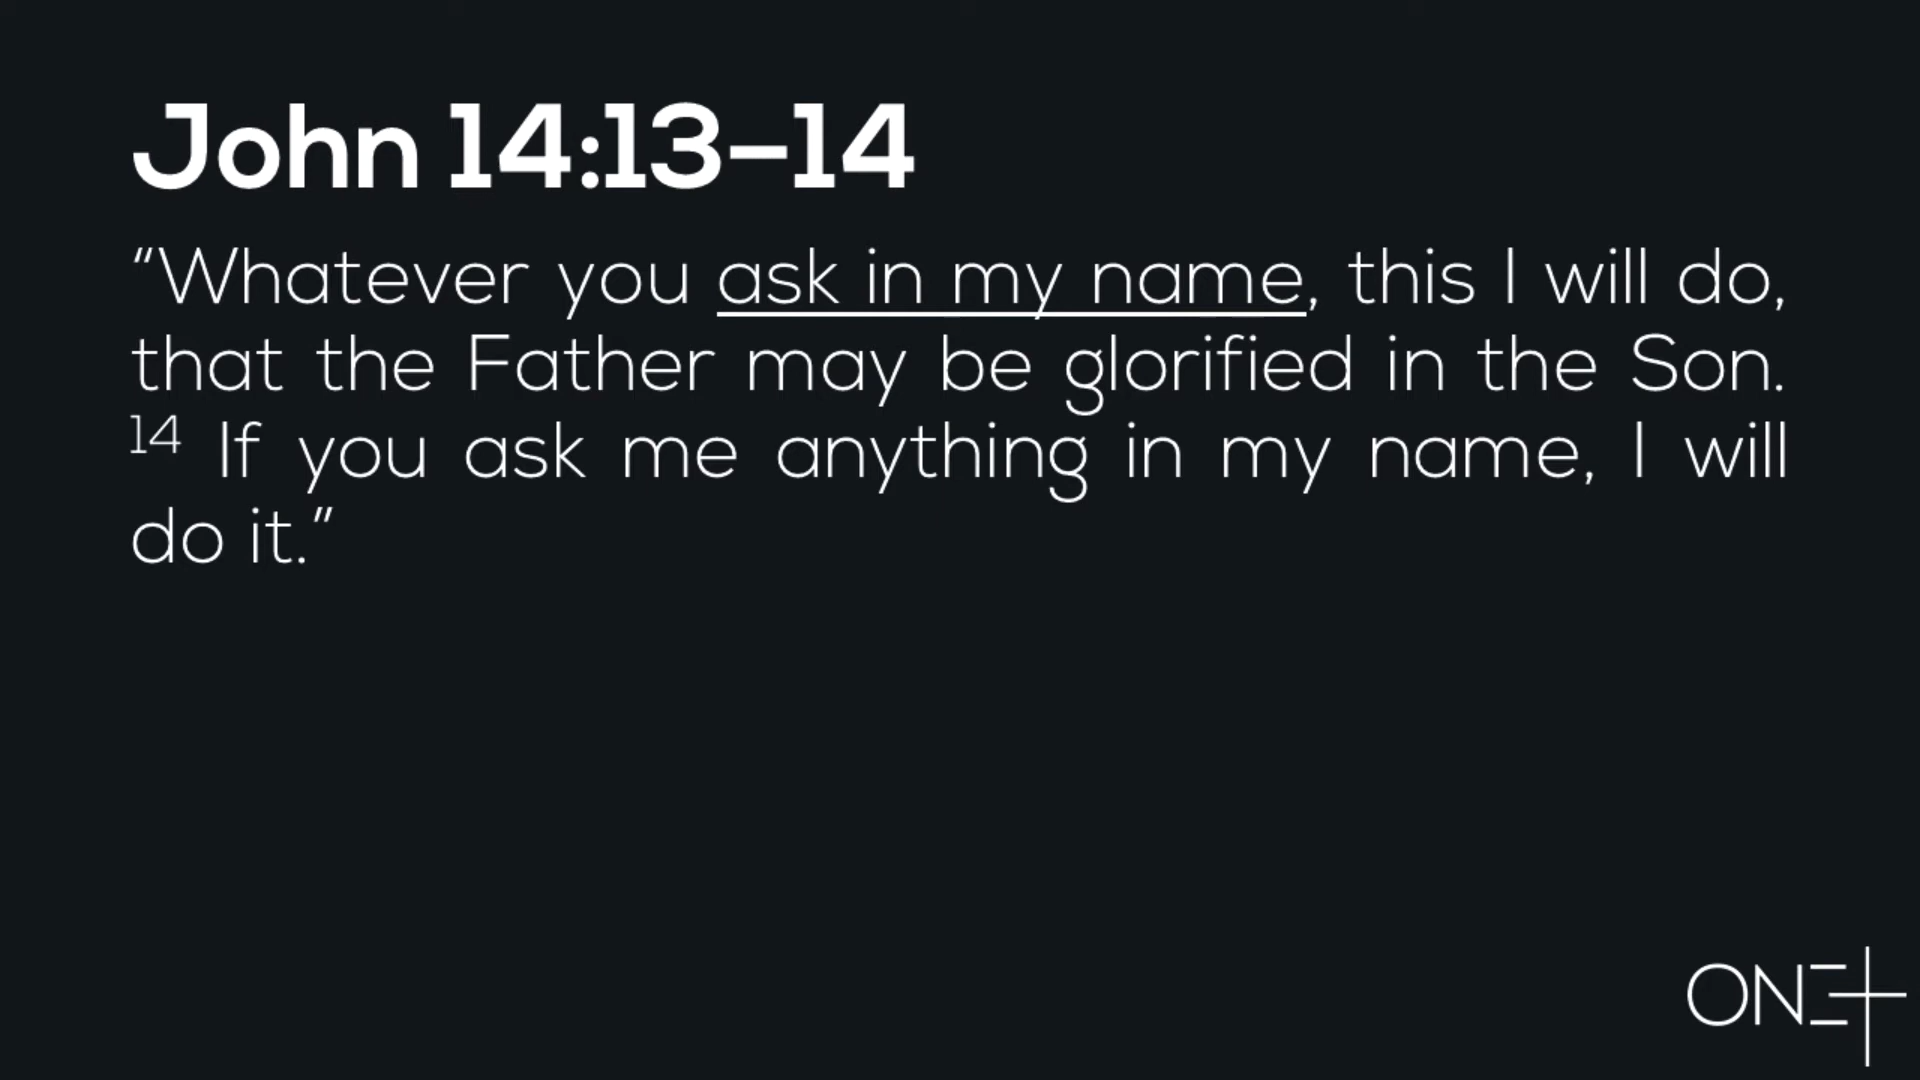 John 14:13–14
“Whatever you ask in my name, this I will do,
that the Father may be glorified in the Son.
14 If you ask me anything in my name, I will
do it.”
ONE